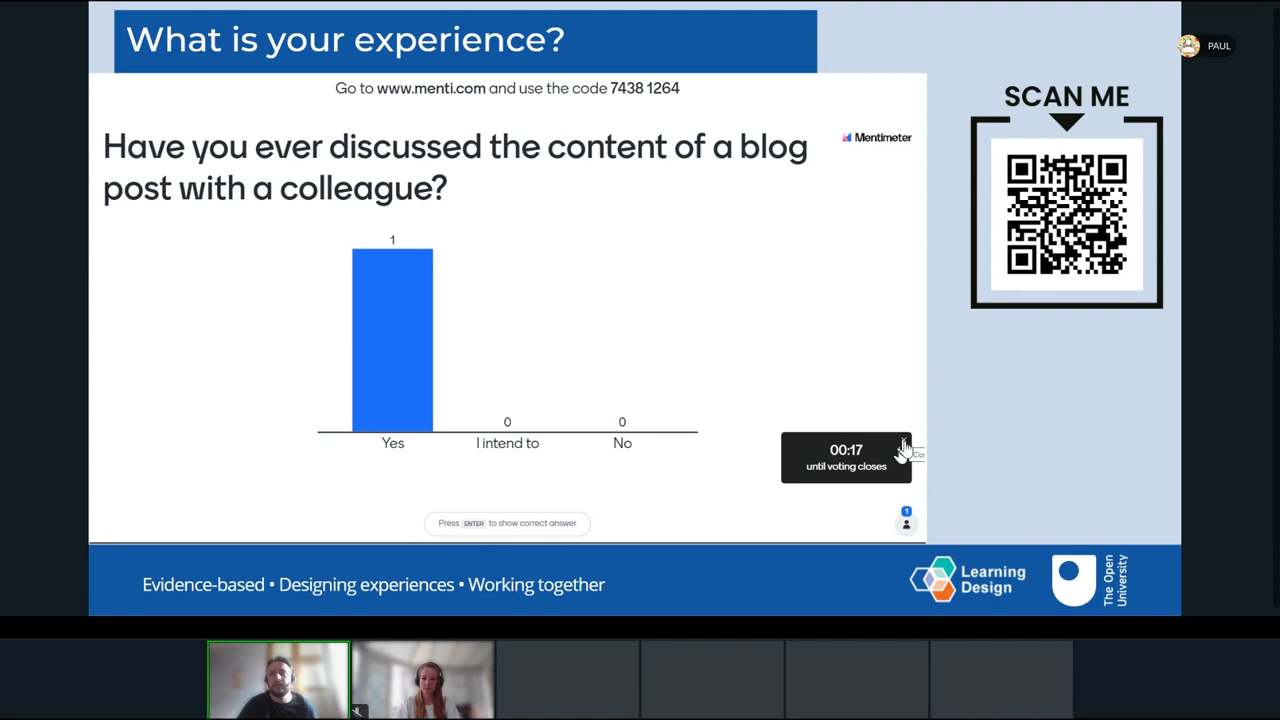 What is your experience?
PAUL
Go to www.menti.com and use the code 7438 1264
SCAN ME
Mentimeter
Have you ever discussed the content of a blog
post with a colleague?
1
0
0
Yes
I intend to
No
00:17
until voting closes
Press ENTER to show correct answer
1
Evidence-based • Designing experiences • Working together
Learning
Design
The Open
University